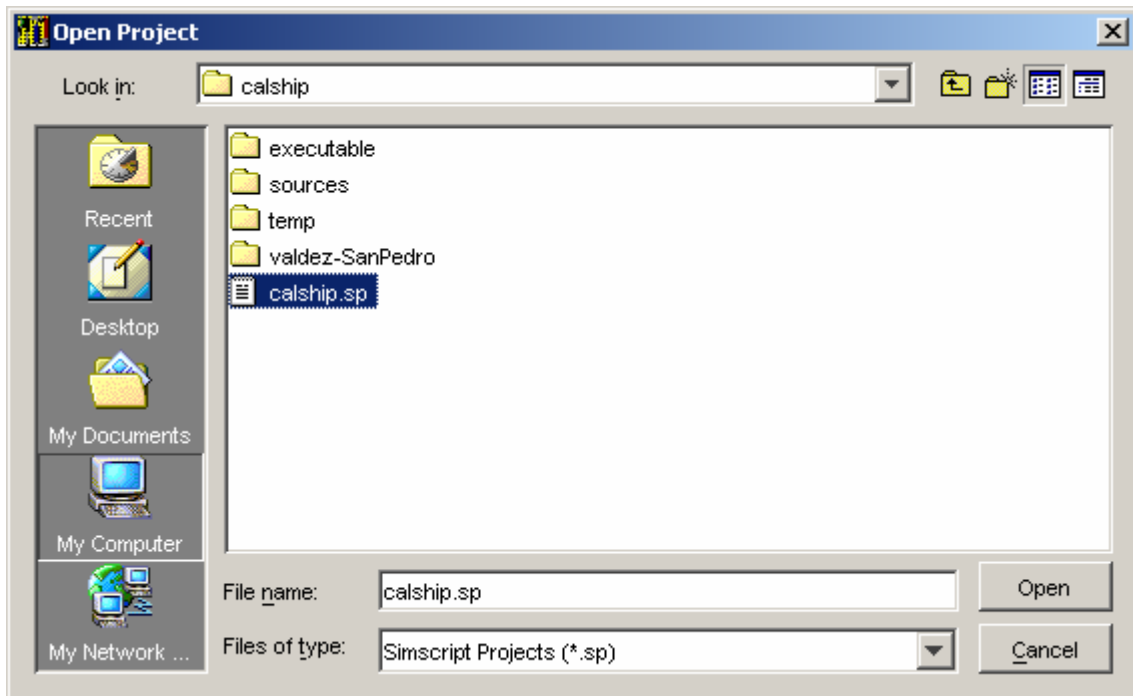 Open Project
Look in: calship
executable
sources
temp
valdez-SanPedro
calship.sp
Recent
Desktop
My Documents
My Computer
My Network ...
File name: calship.sp Open
Files of type: Simscript Projects (*.sp) Cancel